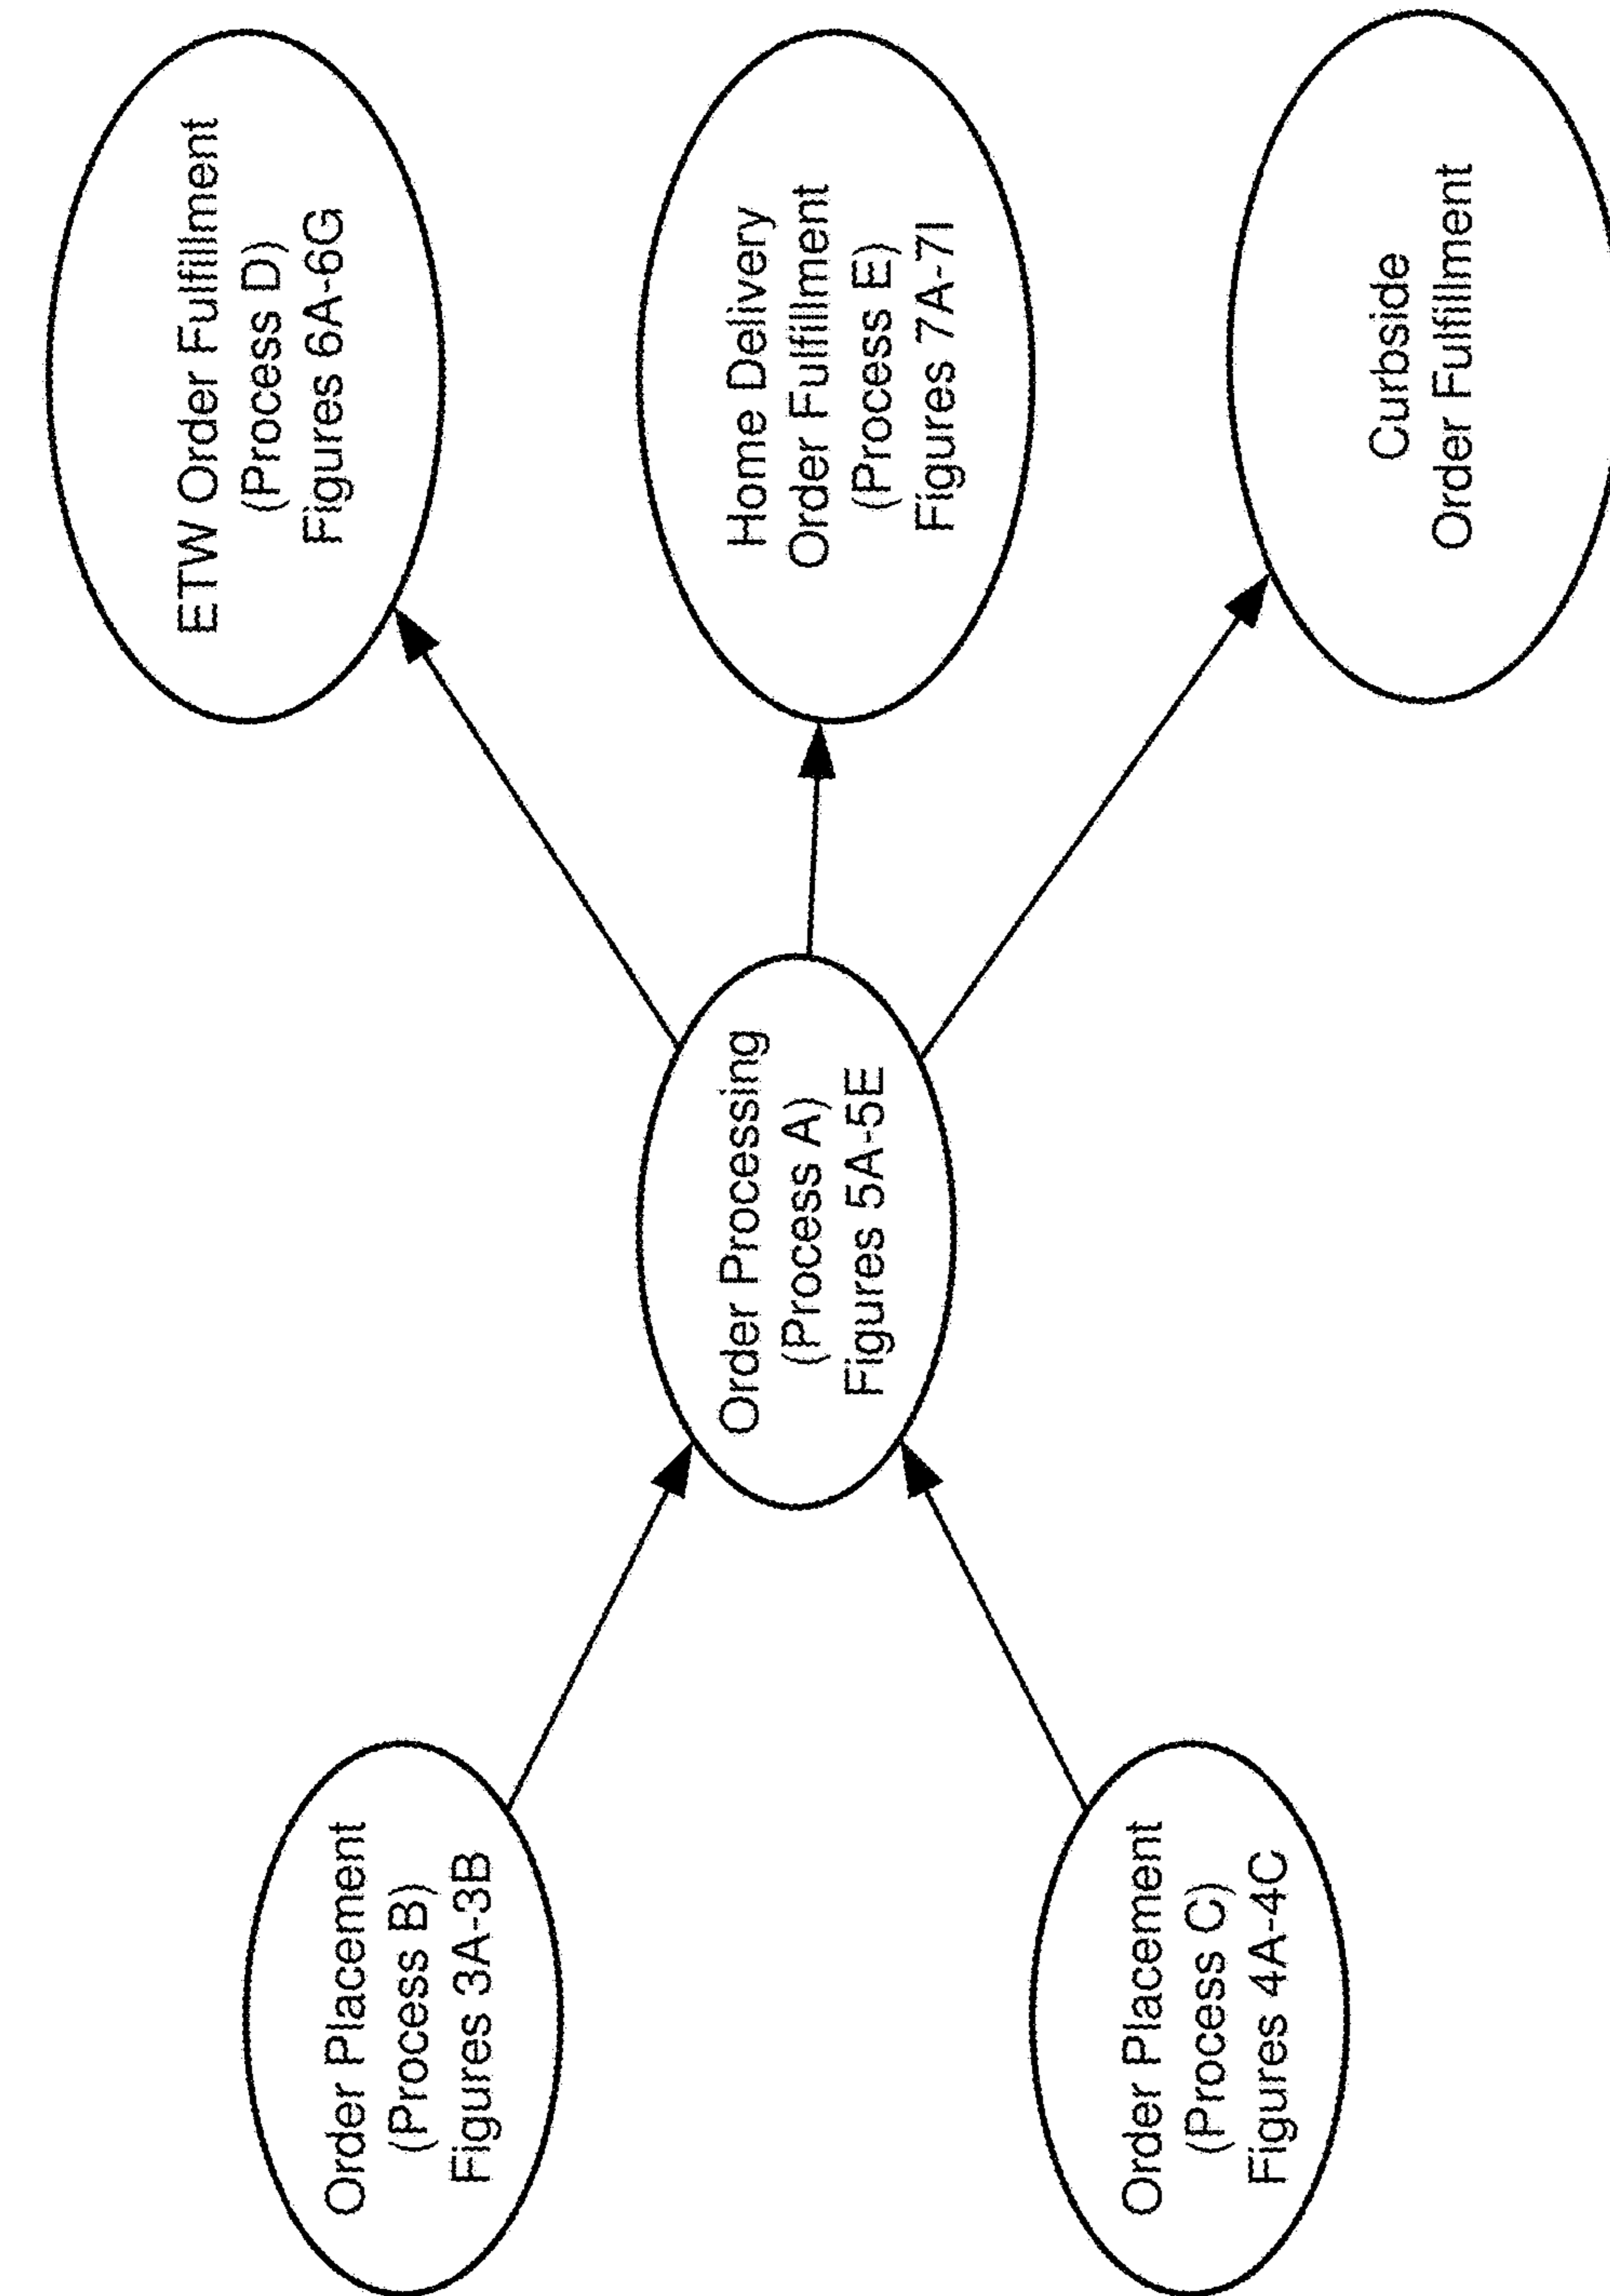 Order Placement
(Process B)
Figures 3A-3B
Order Placement
(Process C)
Figures 4A-4C
Order Processing
(Process A)
Figures 5A-5E
ETW Order Fulfillment
(Process D)
Figures 6A-6G
Home Delivery
Order Fulfillment
(Process E)
Figures 7A-7I
Curbside
Order Fulfillment